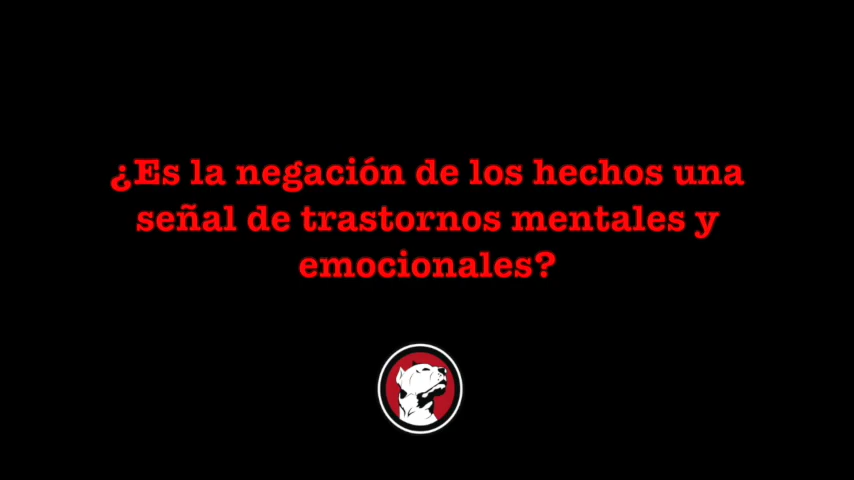 ¿Es la negación de los hechos una
señal de trastornos mentales y
emocionales?